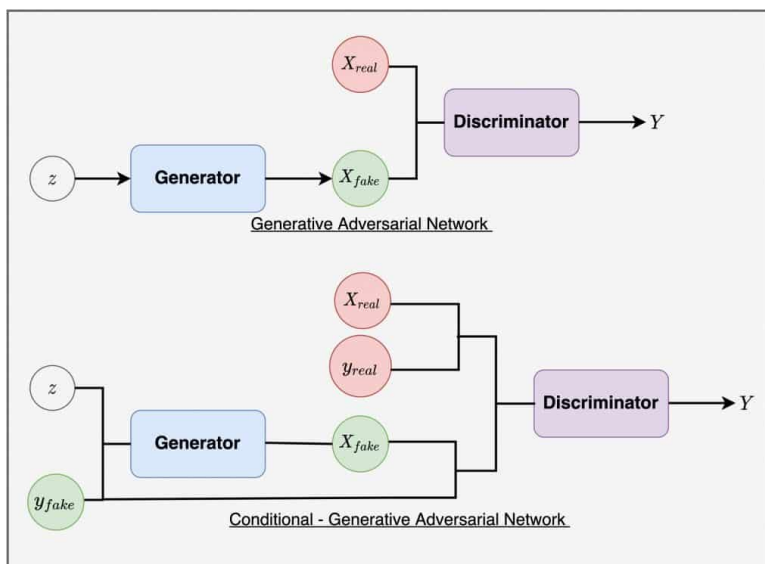 X_real
Discriminator
Y
z
Generator
X_fake
Generative Adversarial Network
X_real
y_real
z
Discriminator
Y
Generator
X_fake
y_fake
Conditional - Generative Adversarial Network